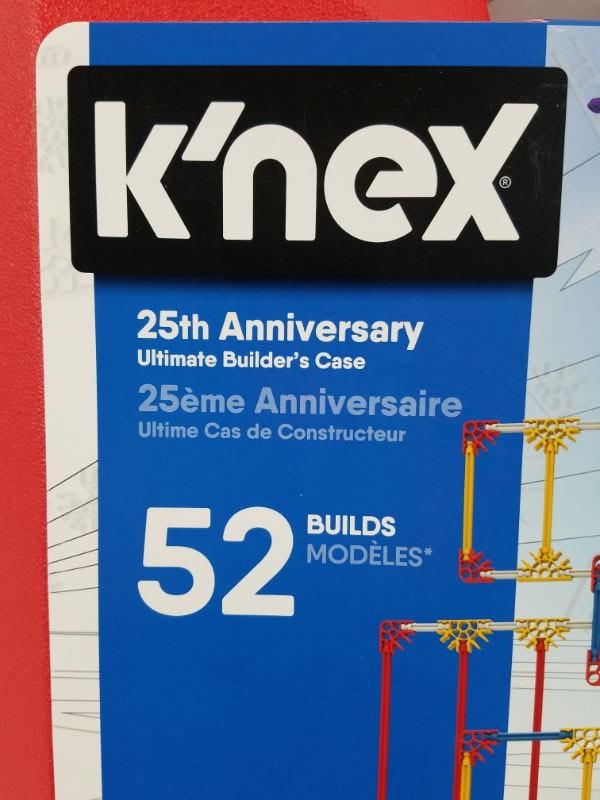 K'nex®
25th Anniversary
Ultimate Builder's Case
25ème Anniversaire
Ultime Cas de Constructeur
52 BUILDS
MODÈLES*